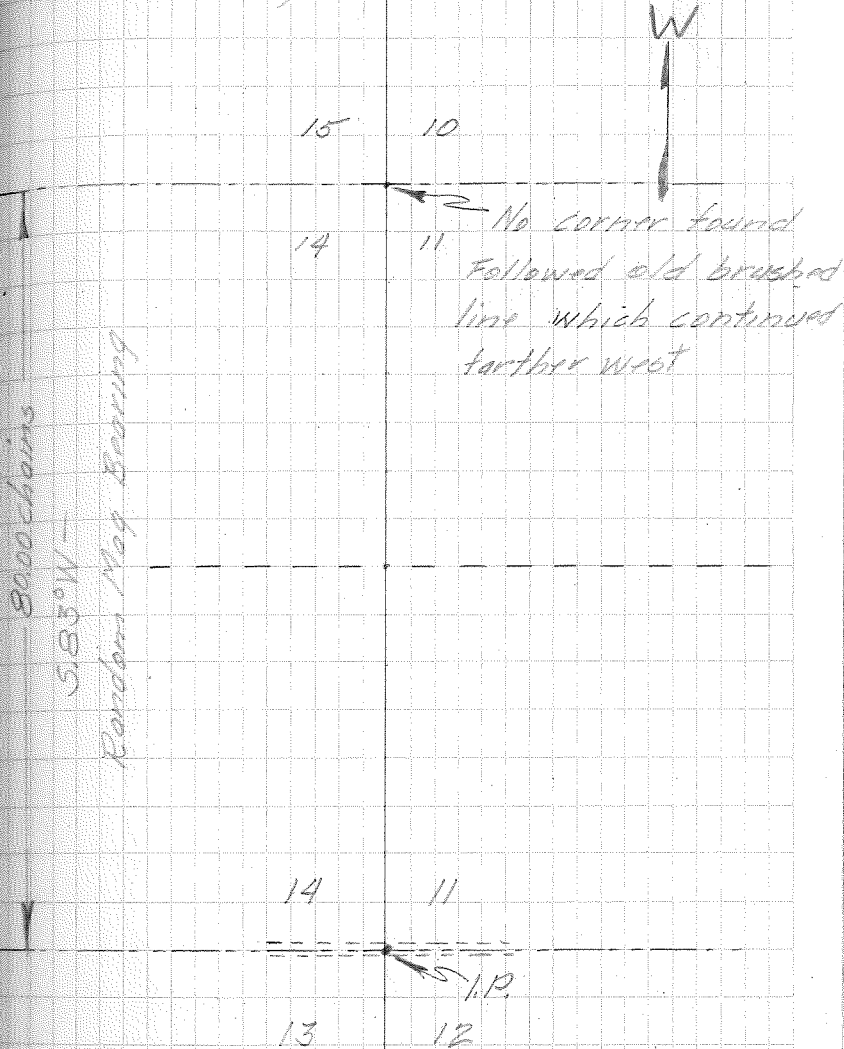 W
15 10
No corner found
14 11
Followed old brushed
line which continued
farther west
80.00 chains
S.83°W—
Random Mag Bearing
14 11
I.P.
13 12